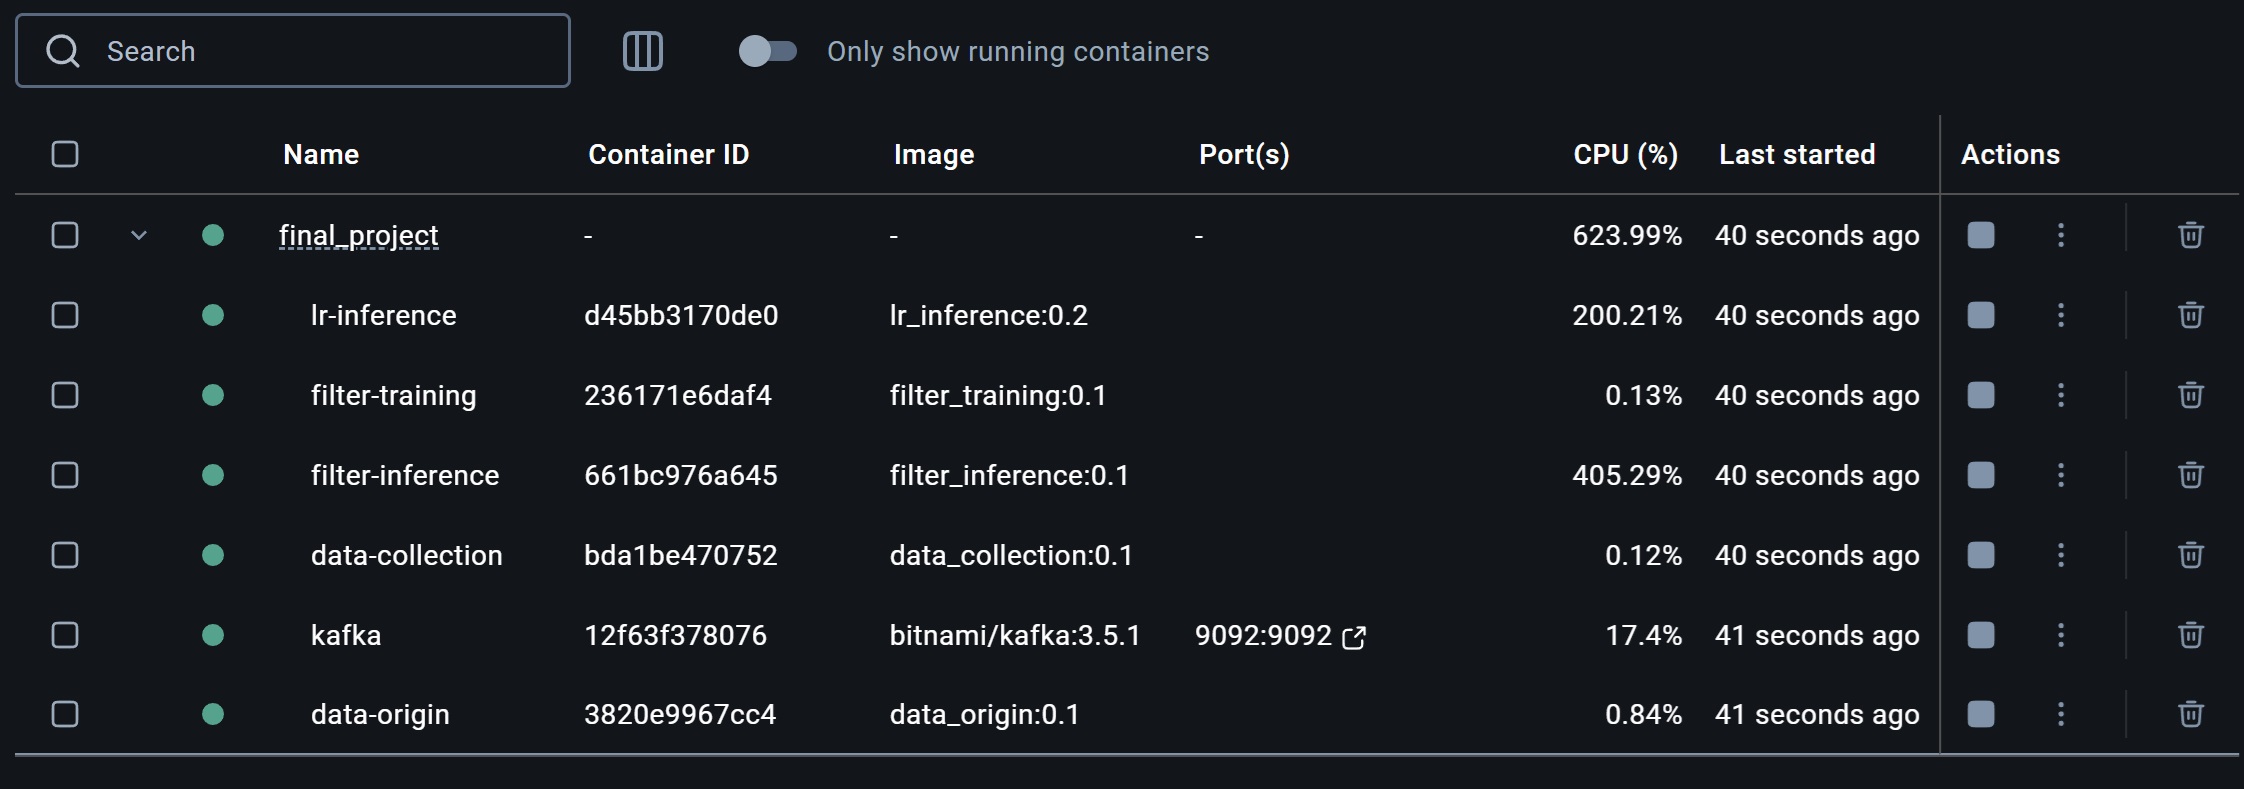 Search Only show running containers
Name Container ID Image Port(s) CPU (%) Last started Actions
final_project - - - 623.99% 40 seconds ago
lr-inference d45bb3170de0 lr_inference:0.2 200.21% 40 seconds ago
filter-training 236171e6daf4 filter_training:0.1 0.13% 40 seconds ago
filter-inference 661bc976a645 filter_inference:0.1 405.29% 40 seconds ago
data-collection bda1be470752 data_collection:0.1 0.12% 40 seconds ago
kafka 12f63f378076 bitnami/kafka:3.5.1 9092:9092 17.4% 41 seconds ago
data-origin 3820e9967cc4 data_origin:0.1 0.84% 41 seconds ago